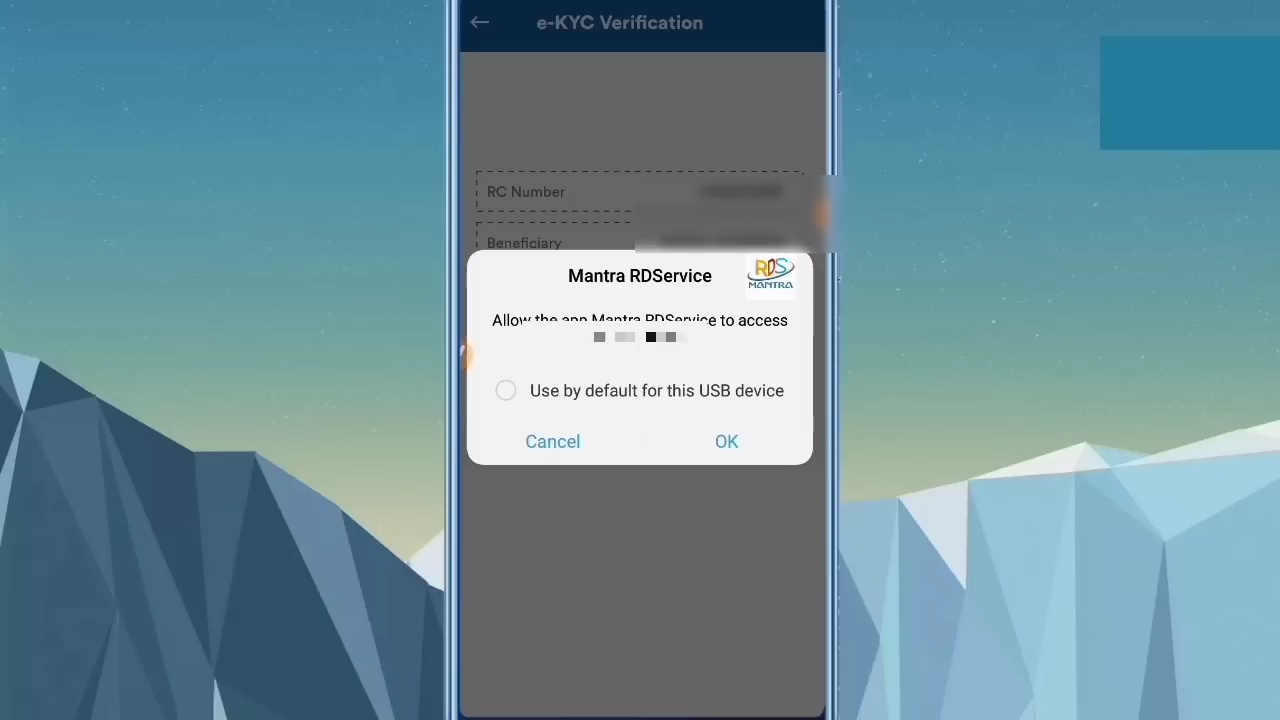 e-KYC Verification
RC Number
Beneficiary
Mantra RDService
RDS
MANTRA
Allow the app Mantra RDService to access
Use by default for this USB device
Cancel
OK